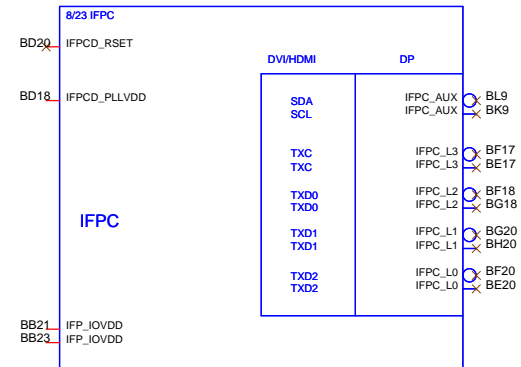 8/23 IFPC
BD20 IFPCD_RSET
DVI/HDMI DP
BD18 IFPCD_PLLVDD
SDA IFPC_AUX BL9
SCL IFPC_AUX BK9
TXC IFPC_L3 BF17
TXC IFPC_L3 BE17
TXD0 IFPC_L2 BF18
TXD0 IFPC_L2 BG18
IFPC
TXD1 IFPC_L1 BG20
TXD1 IFPC_L1 BH20
TXD2 IFPC_L0 BF20
TXD2 IFPC_L0 BE20
BB21 IFP_IOVDD
BB23 IFP_IOVDD